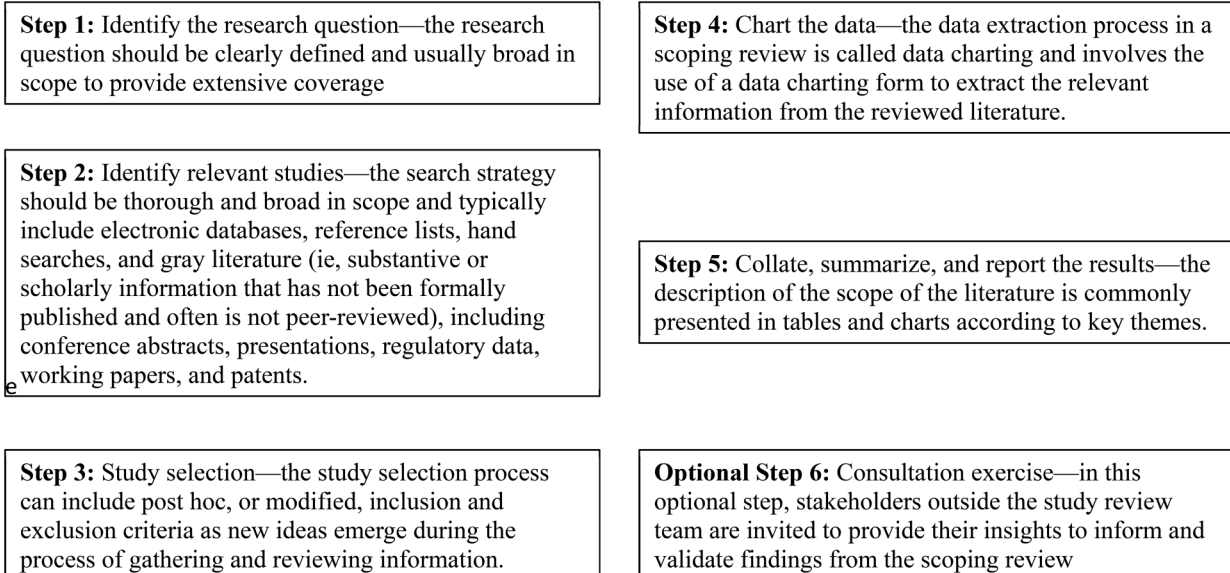 Step 1: Identify the research question—the research
question should be clearly defined and usually broad in
scope to provide extensive coverage
Step 2: Identify relevant studies—the search strategy
should be thorough and broad in scope and typically
include electronic databases, reference lists, hand
searches, and gray literature (ie, substantive or
scholarly information that has not been formally
published and often is not peer-reviewed), including
conference abstracts, presentations, regulatory data,
working papers, and patents.
e
Step 3: Study selection—the study selection process
can include post hoc, or modified, inclusion and
exclusion criteria as new ideas emerge during the
process of gathering and reviewing information.
Step 4: Chart the data—the data extraction process in a
scoping review is called data charting and involves the
use of a data charting form to extract the relevant
information from the reviewed literature.
Step 5: Collate, summarize, and report the results—the
description of the scope of the literature is commonly
presented in tables and charts according to key themes.
Optional Step 6: Consultation exercise—in this
optional step, stakeholders outside the study review
team are invited to provide their insights to inform and
validate findings from the scoping review